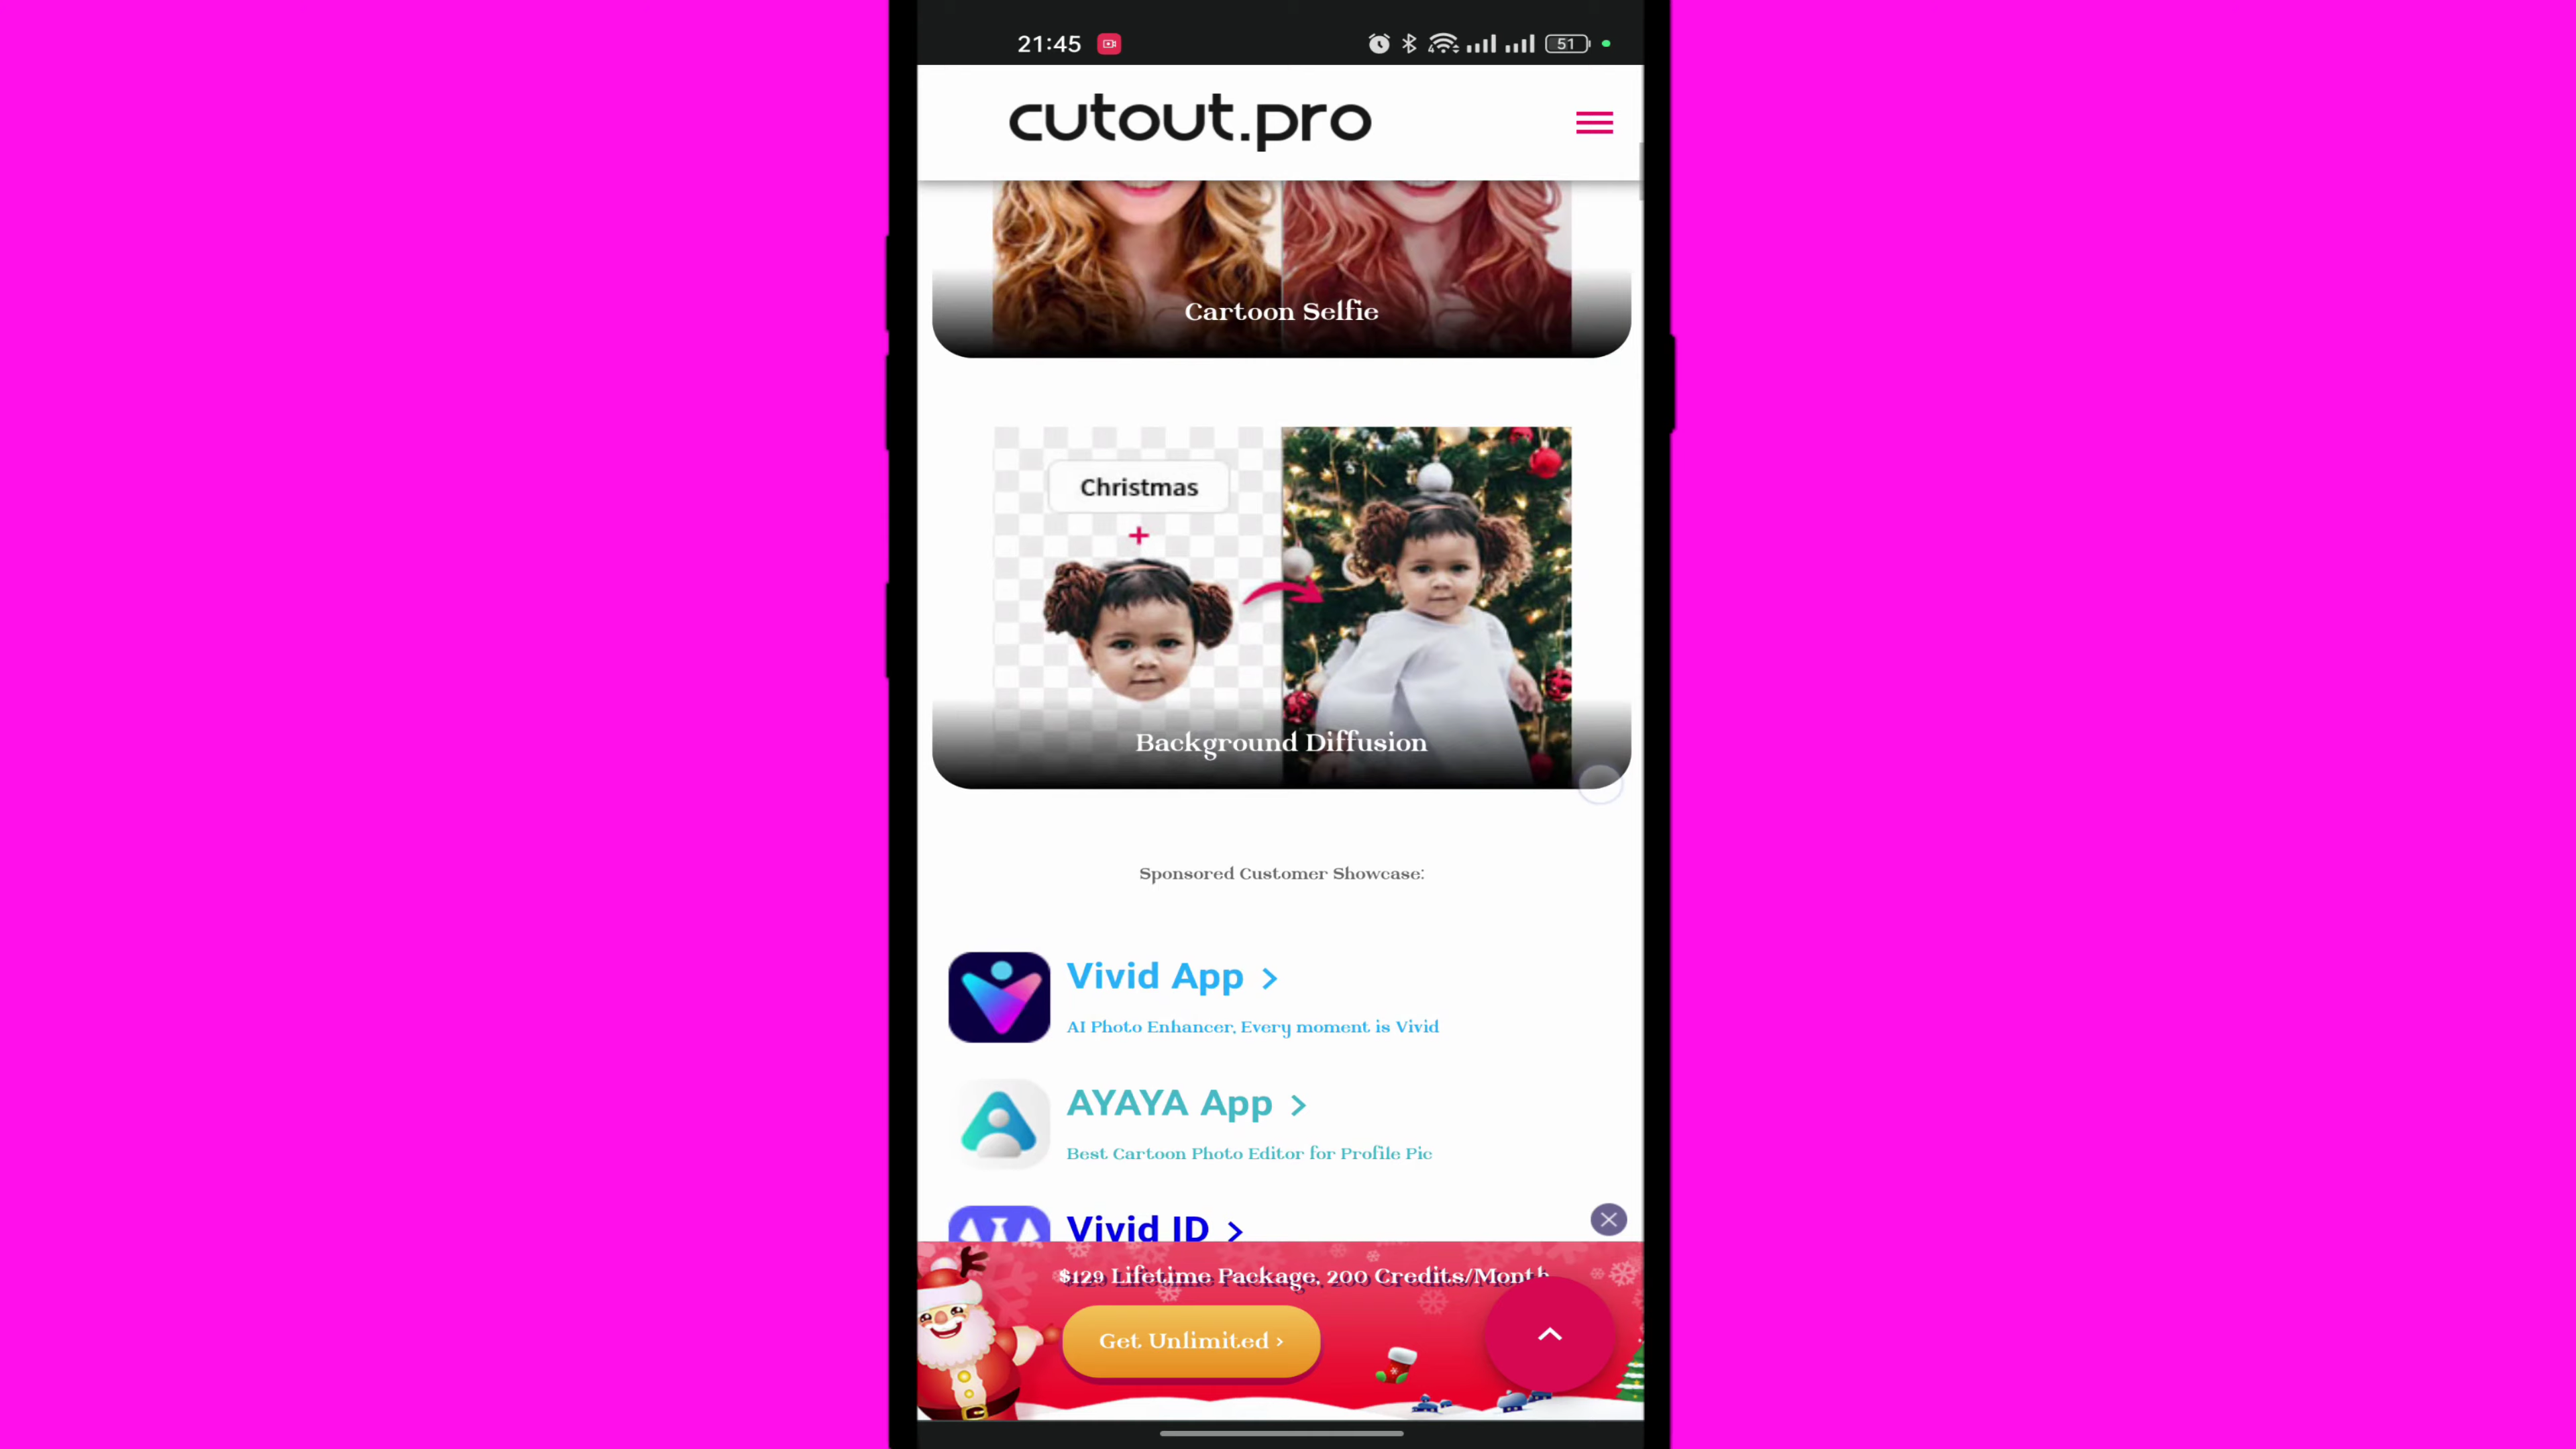 21:45
51
cutout.pro
Cartoon Selfie
Christmas
+
Background Diffusion
Sponsored Customer Showcase:
Vivid App >
AI Photo Enhancer, Every moment is Vivid
AYAYA App >
Best Cartoon Photo Editor for Profile Pic
Vivid ID >
$129 Lifetime Package, 200 Credits/Month
Get Unlimited >